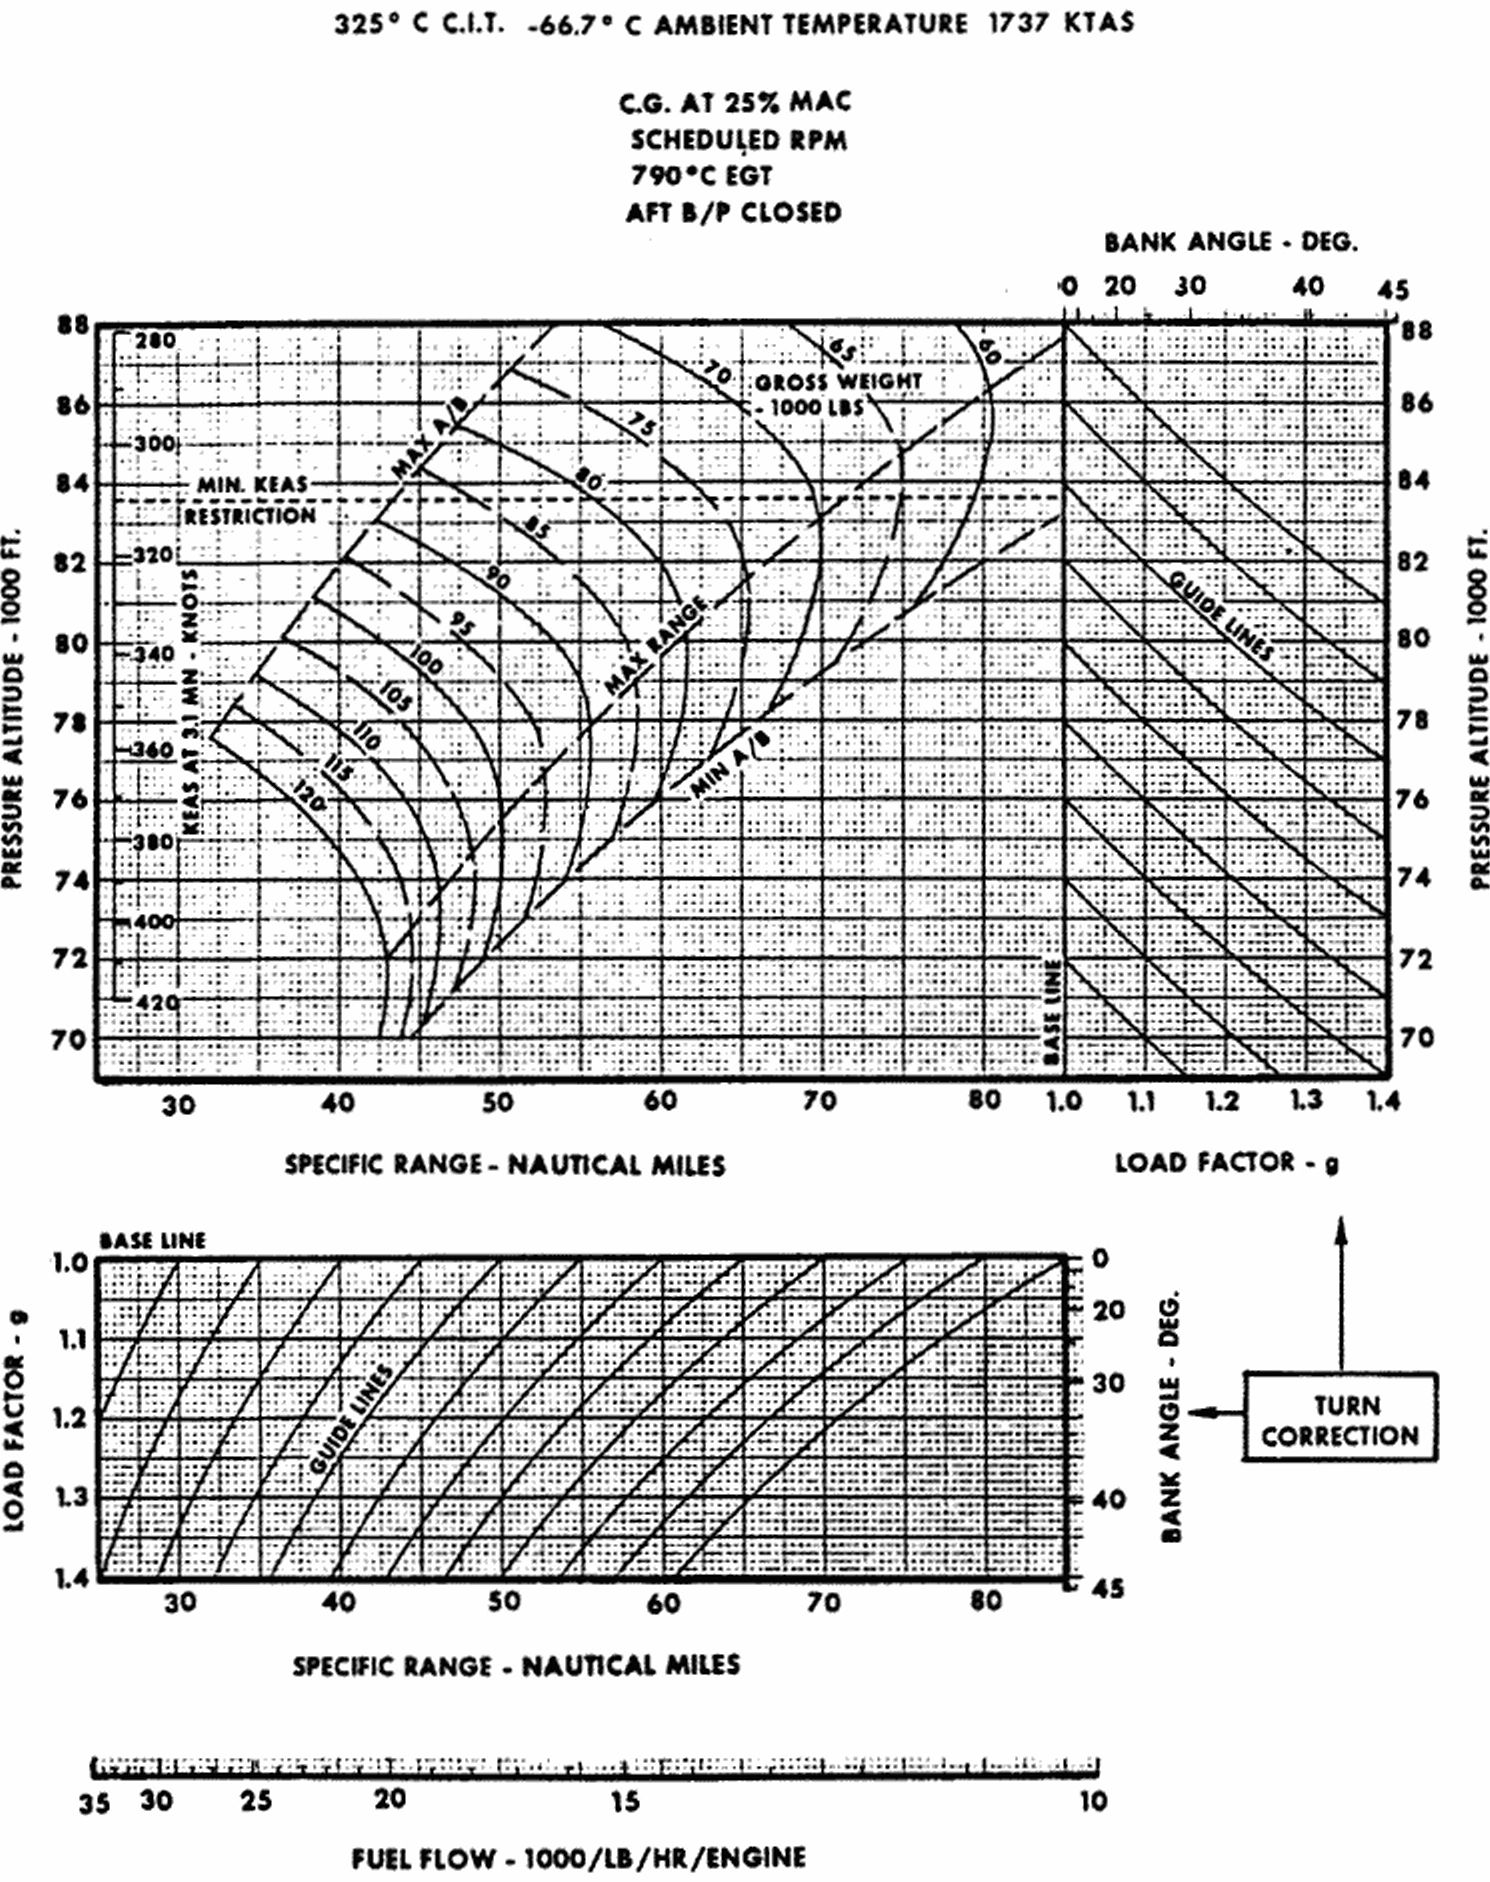 325° C C.I.T. -66.7° C AMBIENT TEMPERATURE 1737 KTAS
C.G. AT 25% MAC
SCHEDULED RPM
790°C EGT
AFT B/P CLOSED
BANK ANGLE - DEG.
0 20 30 40 45
88 86 84 82 80 78 76 74 72 70
PRESSURE ALTITUDE - 1000 FT.
280 300 320 340 360 380 400 420
KEAS AT 3.1 MN - KNOTS
MIN. KEAS
RESTRICTION
MAX A/B
GROSS WEIGHT
- 1000 LBS
60
65
70
75
80
85
90
95
100
105
110
115
120
MAX RANGE
MIN A/B
BASE LINE
GUIDE LINES
88 86 84 82 80 78 76 74 72 70
PRESSURE ALTITUDE - 1000 FT.
30 40 50 60 70 80 1.0 1.1 1.2 1.3 1.4
SPECIFIC RANGE - NAUTICAL MILES
LOAD FACTOR - g
BASE LINE
1.0 1.1 1.2 1.3 1.4
LOAD FACTOR - g
GUIDE LINES
0 20 30 40 45
BANK ANGLE - DEG.
TURN
CORRECTION
30 40 50 60 70 80
SPECIFIC RANGE - NAUTICAL MILES
35 30 25 20 15 10
FUEL FLOW - 1000/LB/HR/ENGINE